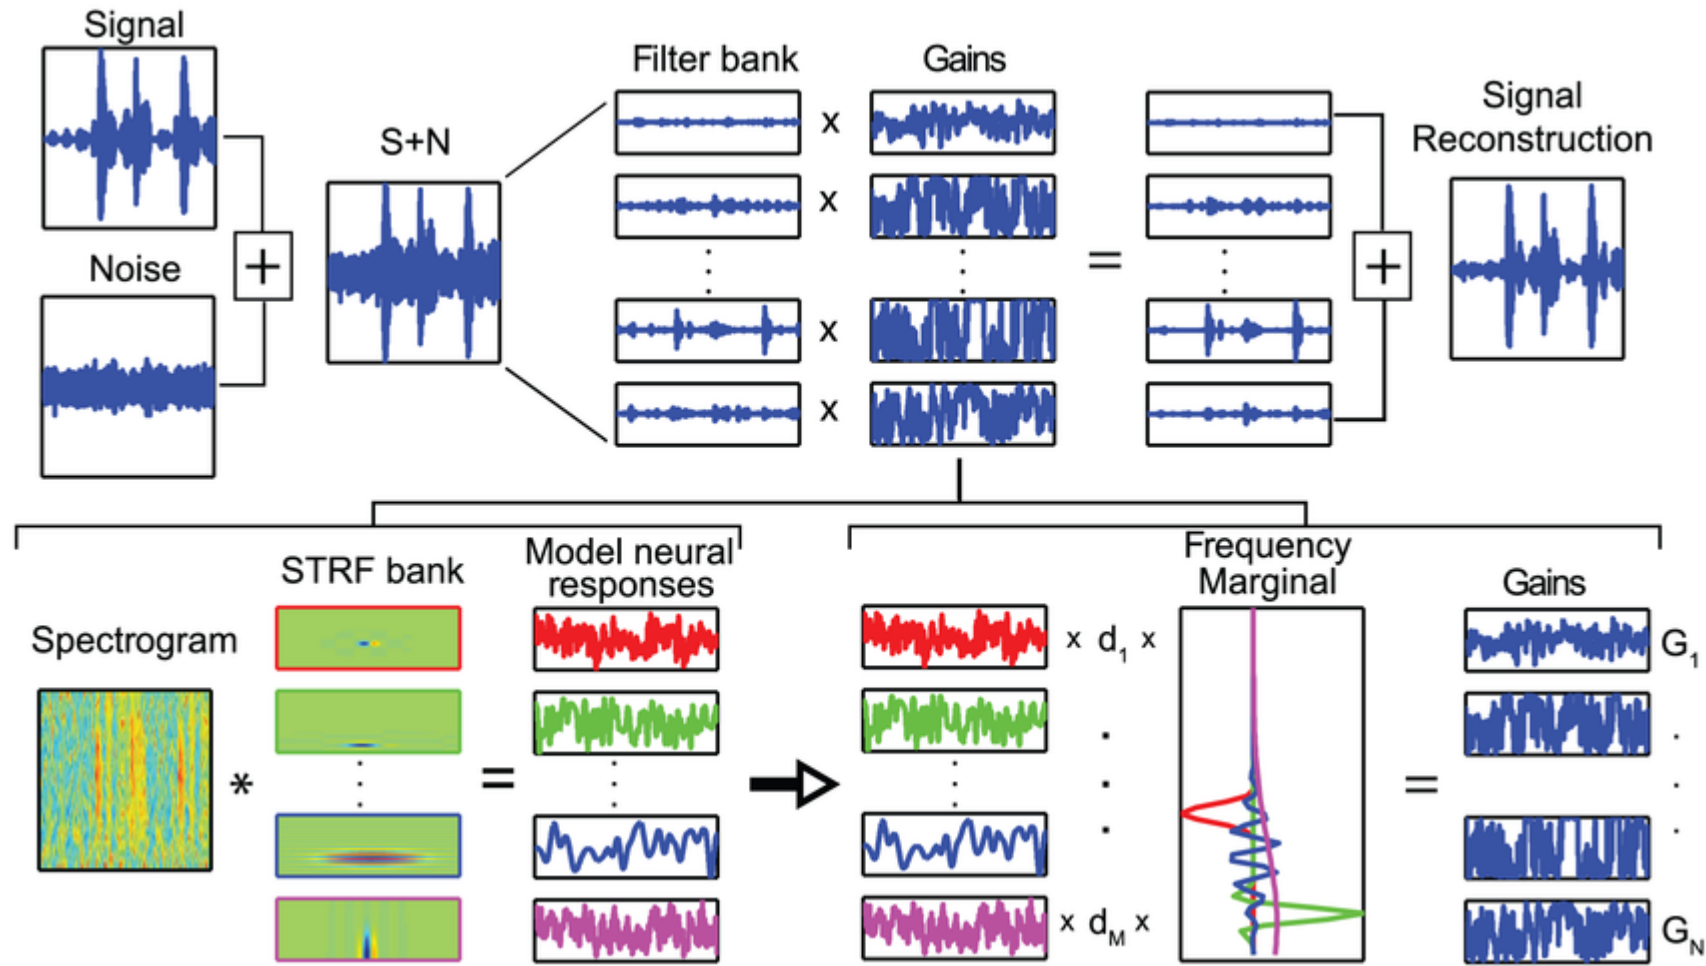 Signal
Noise
+
S+N
Filter bank
Gains
x
x
x
x
=
+
Signal
Reconstruction
Spectrogram
*
STRF bank
=
Model neural
responses
x d1 x
x dM x
Frequency
Marginal
=
Gains
G1
GN